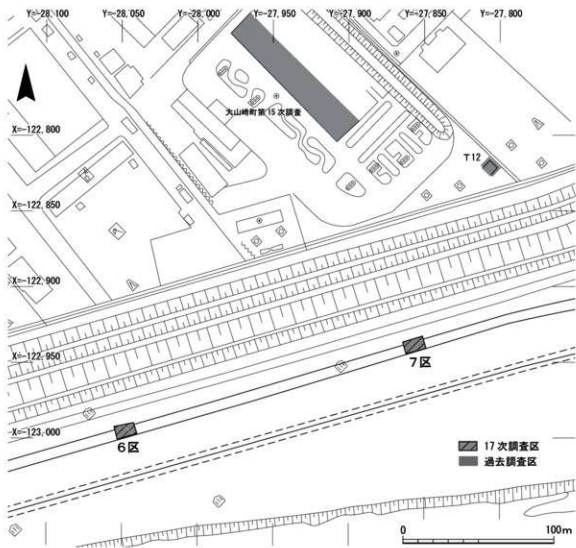 Y=-28,100
Y=-28,050
Y=-28,000
Y=-27,950
Y=-27,900
Y=-27,850
Y=-27,800
X=-122,800
大山崎町第15次調査
T12
X=-122,850
X=-122,900
X=-122,950
7区
X=-123,000
6区
17次調査区
過去調査区
0
100m